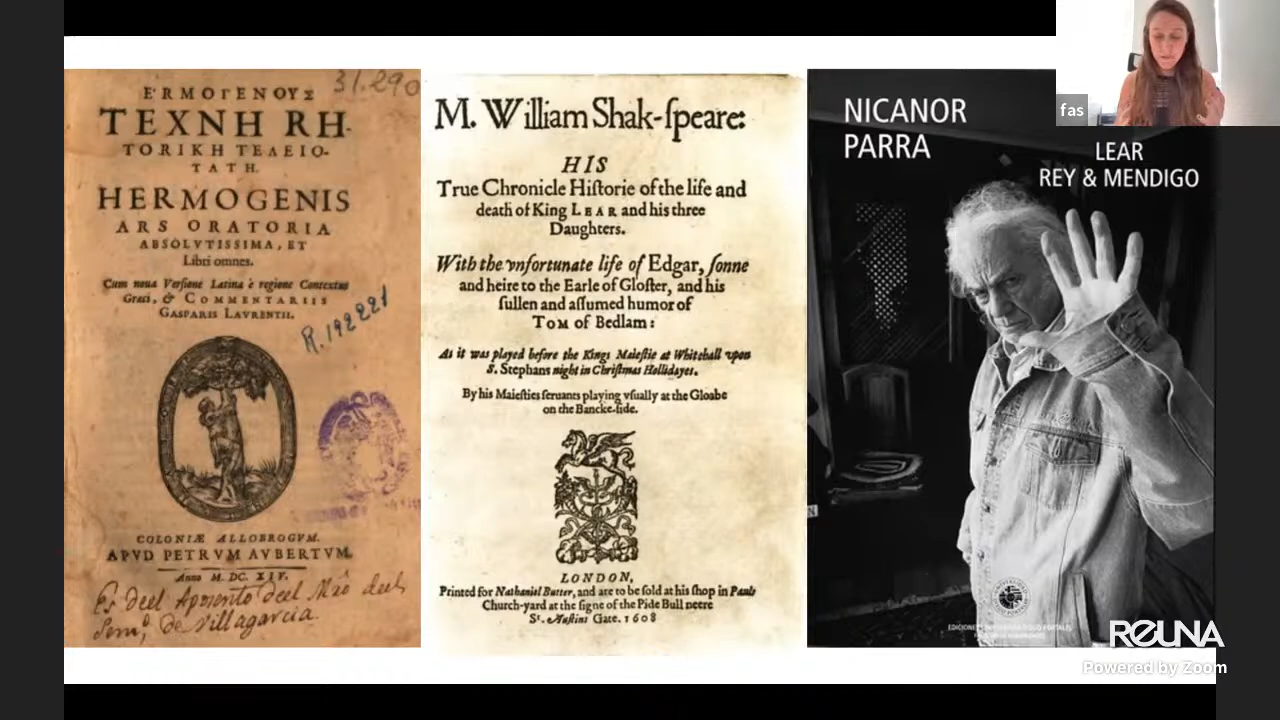 31.290
ΕΡΜΟΓΕΝΟΥΣ
ΤΕΧΝΗ ΡΗ-
ΤΟΡΙΚΗ ΤΕΛΕΙΟ-
ΤΑΤΗ.
HERMOGENIS
ARS ORATORIA
ABSOLVTISSIMA, ET
Libri omnes.
Cum noua Versione Latina è regione Contextus
Græci, & COMMENTARIIS
GASPARIS LAVRENTII.
R.192221
COLONIÆ ALLOBROGVM.
APVD PETRVM AVBERTVM.
Anno M. DC. XIV.
de Villagarcia.
M. William Shak-ſpeare:
HIS
True Chronicle Hiſtorie of the life and
death of King LEAR and his three
Daughters.
With the vnfortunate life of Edgar, ſonne
and heire to the Earle of Gloſter, and his
ſullen and aſſumed humor of
TOM of Bedlam:
As it was played before the Kings Maieſtie at Whitehall vpon
S. Stephans night in Chriſtmas Hollidayes.
By his Maieſties ſeruants playing vſually at the Gloabe
on the Bancke-ſide.
LONDON,
Printed for Nathaniel Butter, and are to be ſold at his ſhop in Pauls
Church-yard at the ſigne of the Pide Bull neere
St. Auſtins Gate. 1608
NICANOR
PARRA
LEAR
REY & MENDIGO
fas
REUNA
Powered by Zoom